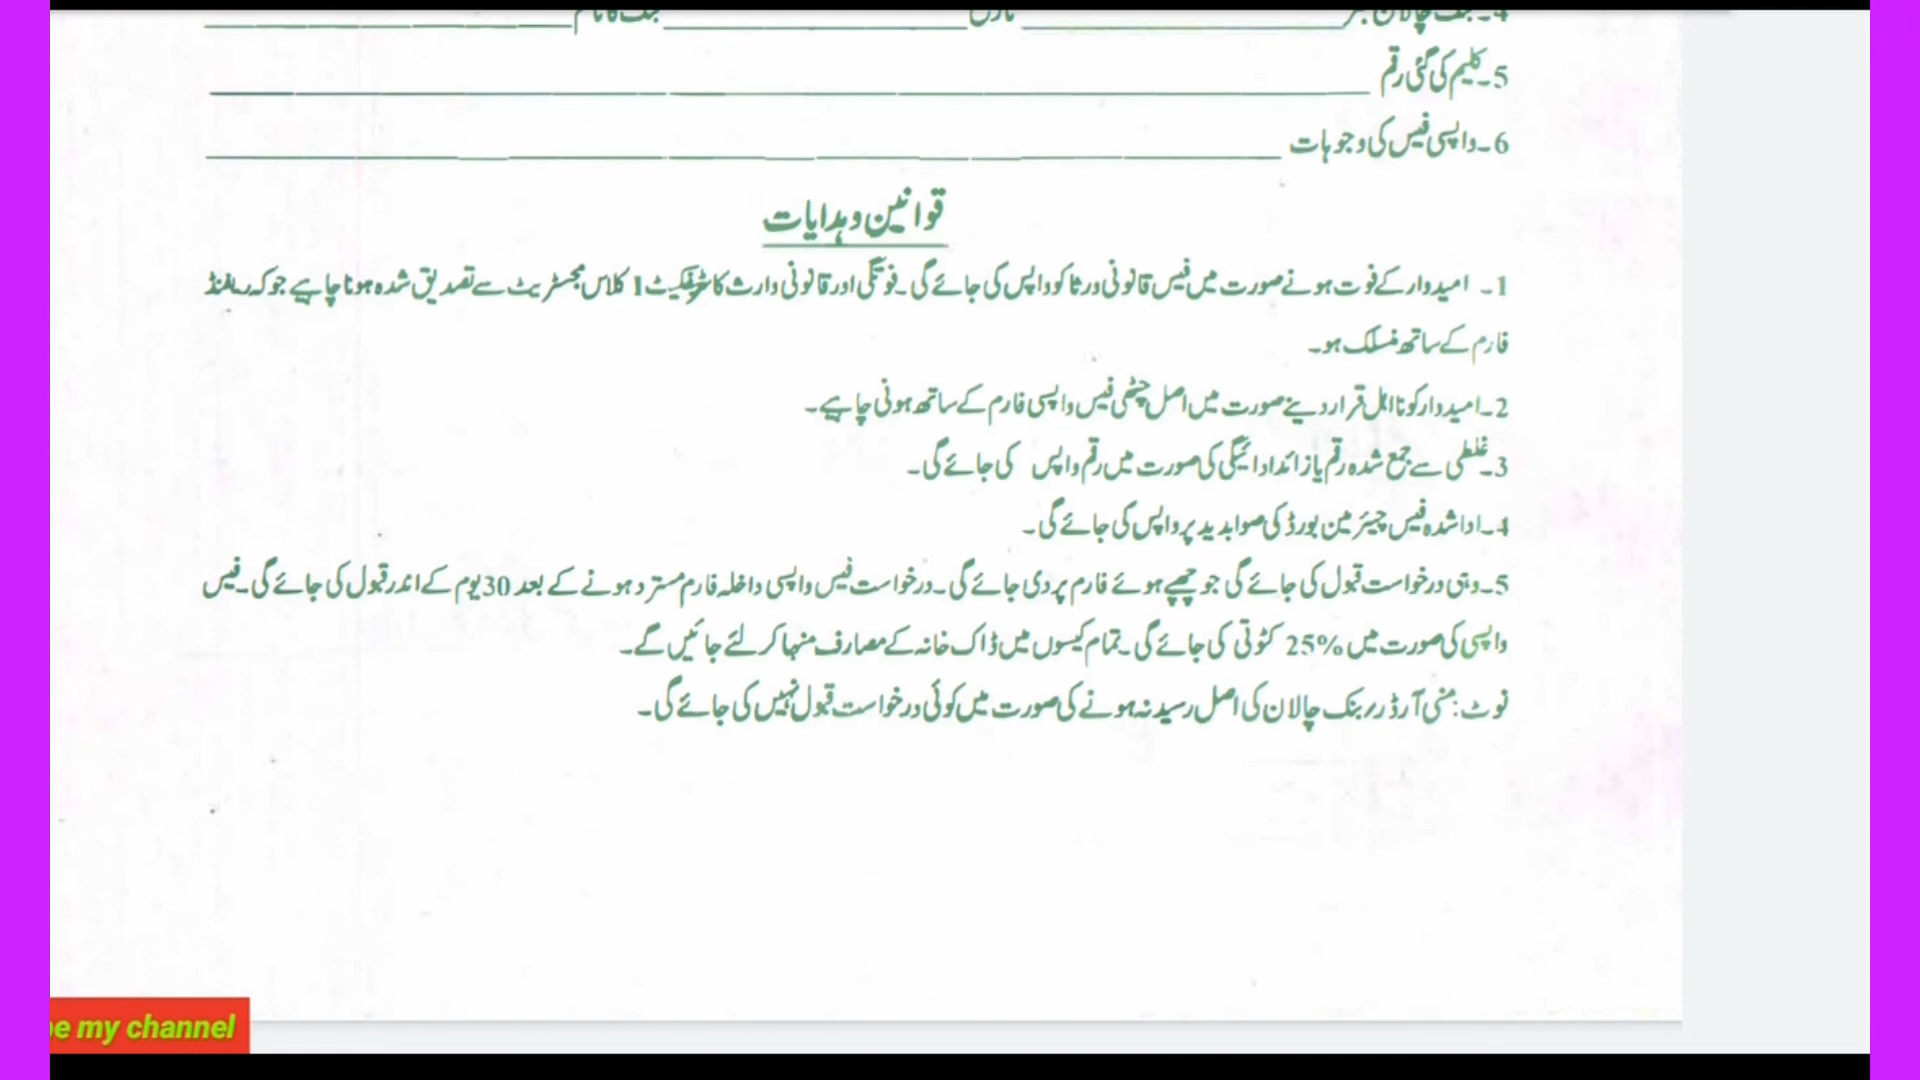 5۔کلیم کی گئی رقم
6۔واپسی فیس کی وجوہات
قوانین و ہدایات
1۔ امیدوار کے فوت ہونے صورت میں فیس قانونی ورثا کو واپس کی جائے گی۔فوتگی اور قانونی وارث کا سرٹیفکیٹ 1 کلاس مجسٹریٹ سے تصدیق شدہ ہونا چاہیے جو کہ ریفنڈ
فارم کے ساتھ منسلک ہو۔
2۔امیدوار کو نااہل قرار دینے صورت میں اصل چٹھی فیس واپسی فارم کے ساتھ ہونی چاہیے۔
3۔غلطی سے جمع شدہ رقم یا زائد ادائیگی کی صورت میں رقم واپس کی جائے گی۔
4۔ادا شدہ فیس چیئر مین بورڈ کی صوابدید پر واپس کی جائے گی۔
5۔وہی درخواست قبول کی جائے گی جو چھپے ہوئے فارم پر دی جائے گی۔درخواست فیس واپسی داخلہ فارم مسترد ہونے کے بعد 30 یوم کے اندر قبول کی جائے گی۔فیس
واپسی کی صورت میں 25% کٹوتی کی جائے گی۔تمام کیسوں میں ڈاک خانہ کے مصارف منہا کر لئے جائیں گے۔
نوٹ: منی آرڈر/بنک چالان کی اصل رسید نہ ہونے کی صورت میں کوئی درخواست قبول نہیں کی جائے گی۔
be my channel